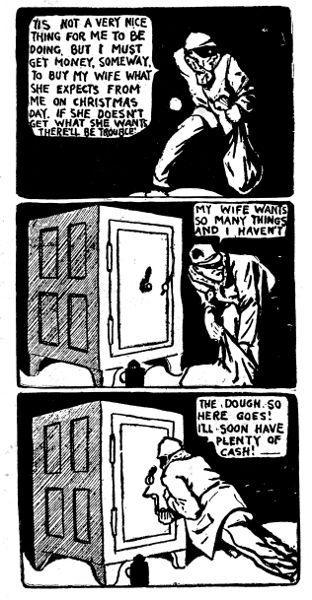 TIS NOT A VERY NICE
THING FOR ME TO BE
DOING. BUT I MUST
GET MONEY, SOMEWAY,
TO BUY MY WIFE WHAT
SHE EXPECTS FROM
ME ON CHRISTMAS
DAY. IF SHE DOESN'T
GET WHAT SHE WANTS
THERE'LL BE TROUBLE!
MY WIFE WANTS
SO MANY THINGS
AND I HAVEN'T
THE DOUGH. SO
HERE GOES!
I'LL SOON HAVE
PLENTY OF
CASH! —